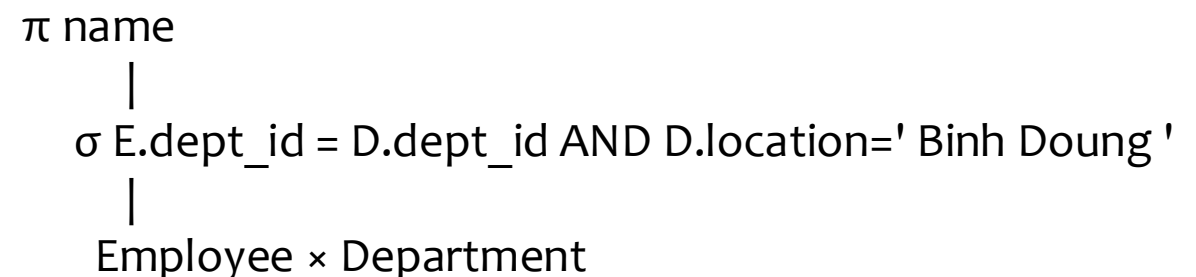 π name
|
σ E.dept_id = D.dept_id AND D.location=' Binh Doung '
|
Employee × Department